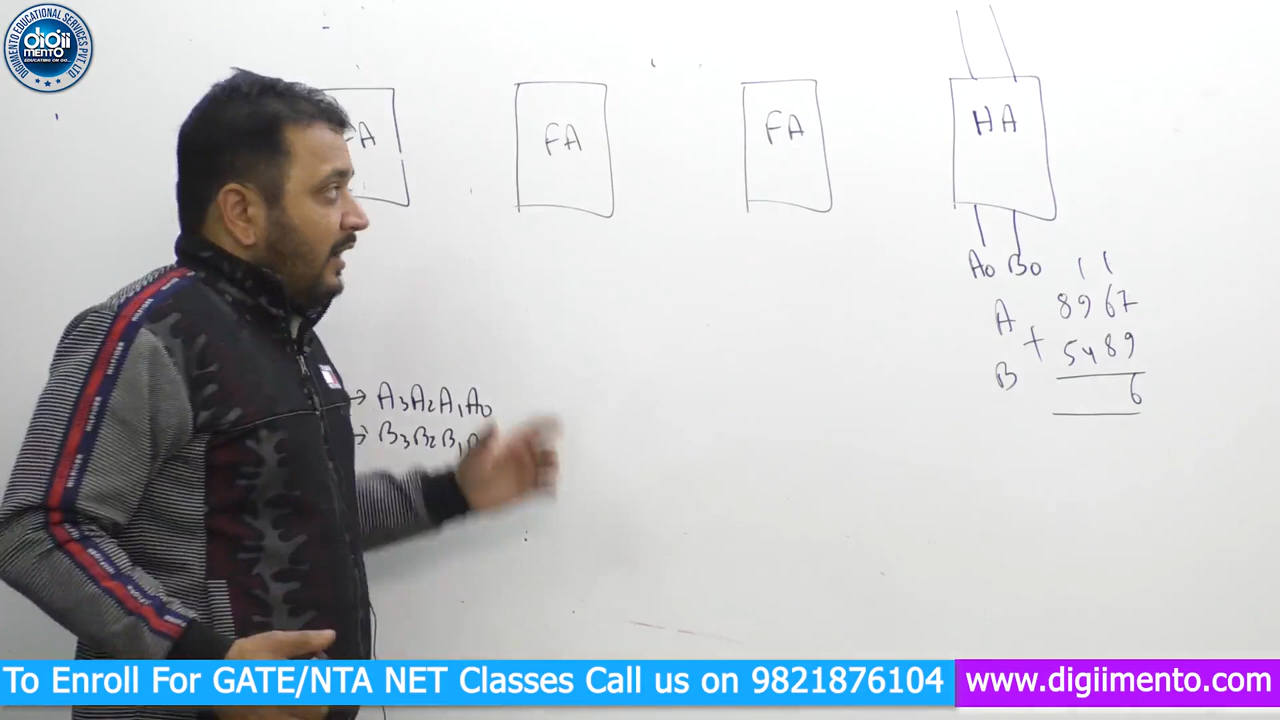 DIGIIMENTO EDUCATIONAL SERVICES PVT. LTD
DIGII
MENTO
EDUCATING ON GO...
FA
FA
FA
HA
A0 B0
1 1
A 8967
+ 5489
B
6
→ A3A2A1A0
→ B3B2B1
To Enroll For GATE/NTA NET Classes Call us on 9821876104
www.digiimento.com